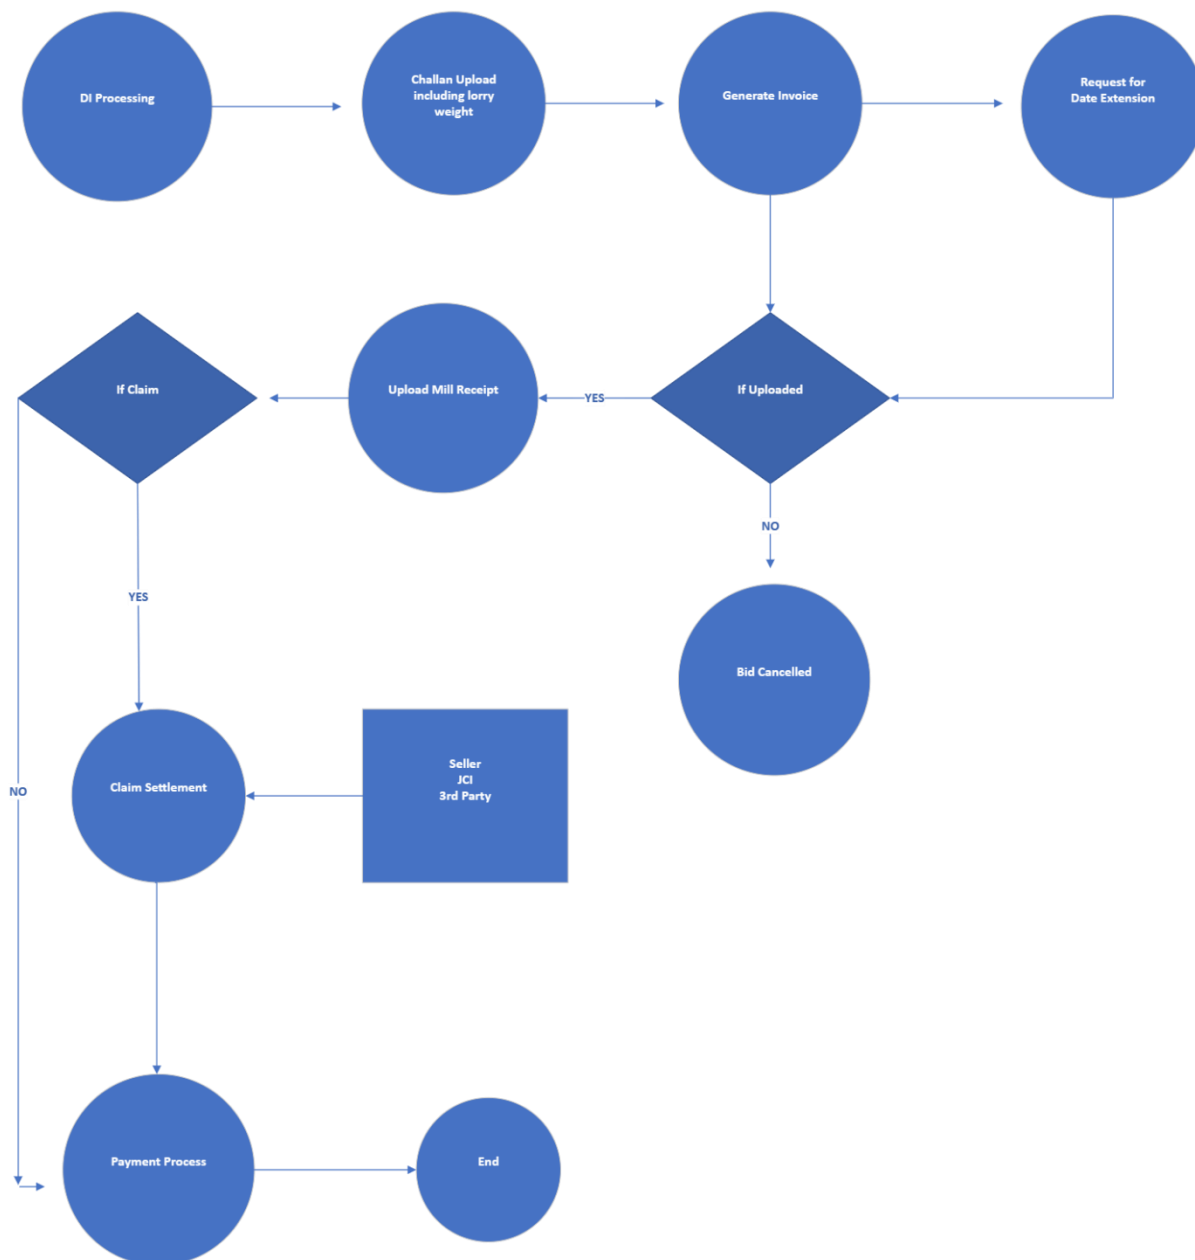 DI Processing
Challan Upload
including lorry
weight
Generate Invoice
Request for
Date Extension
If Claim
Upload Mill Receipt
YES
If Uploaded
NO
YES
Bid Cancelled
NO
Claim Settlement
Seller
JCI
3rd Party
Payment Process
End